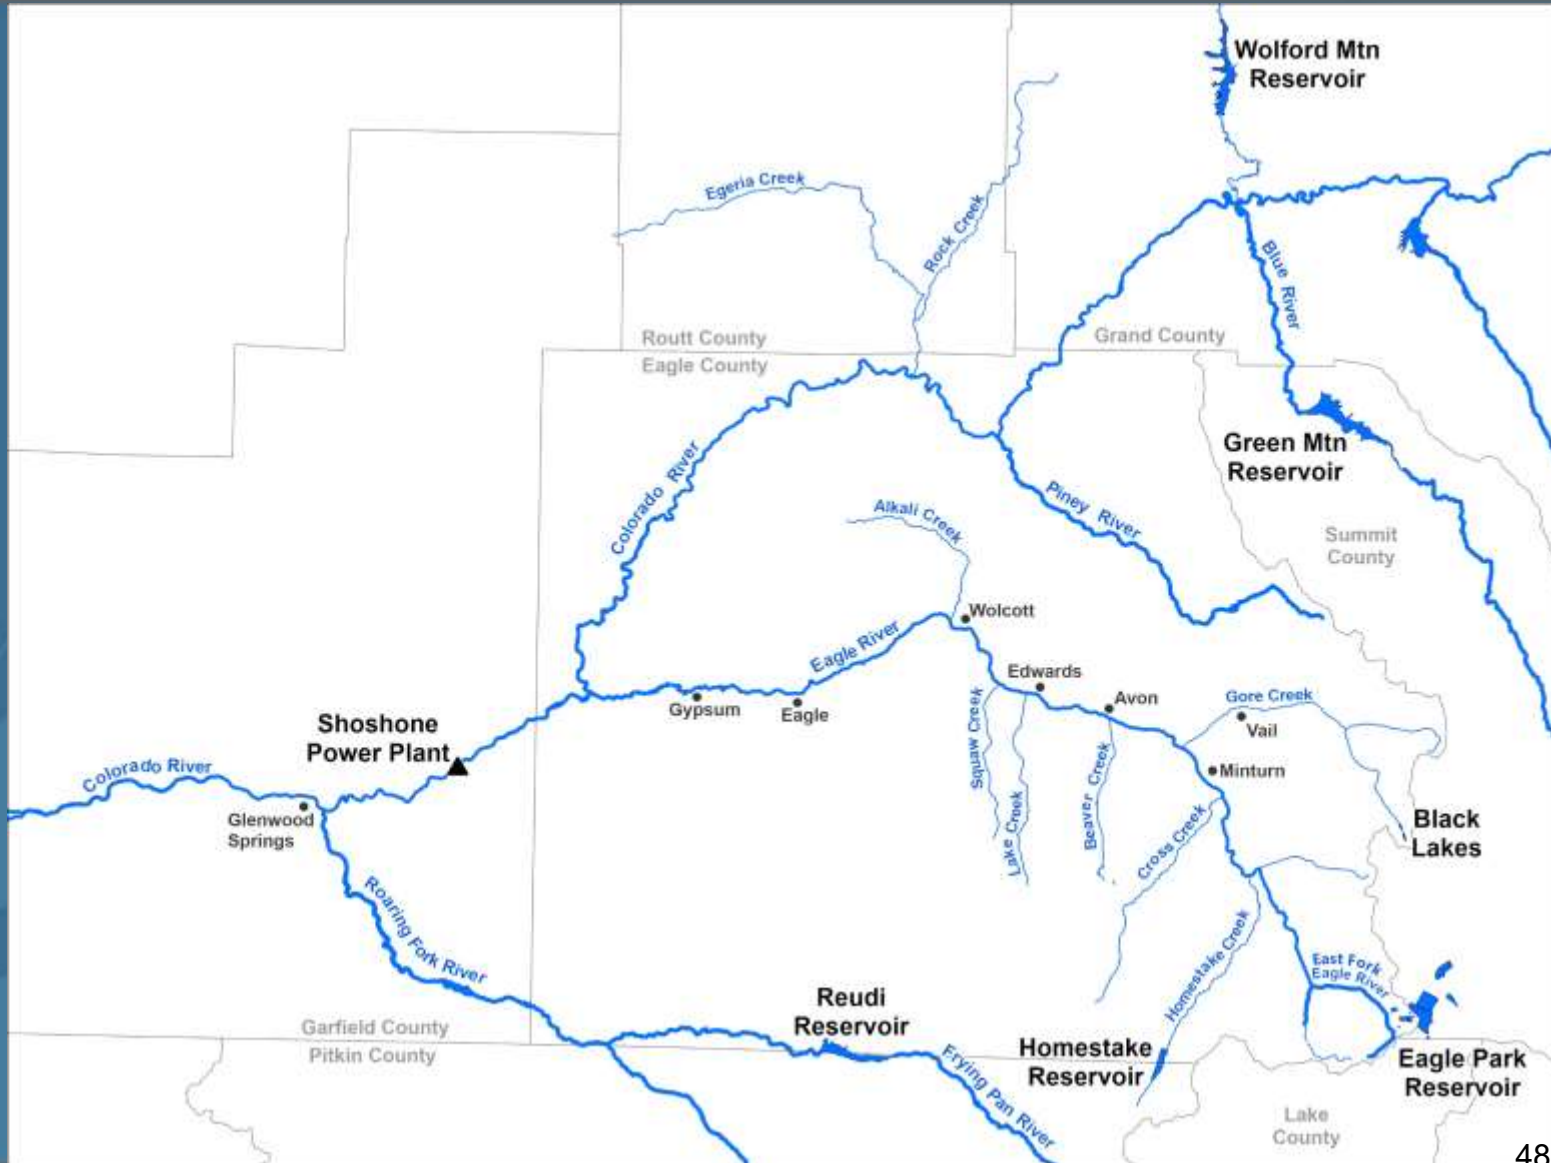 Wolford Mtn
Reservoir
Egeria Creek
Rock Creek
Blue River
Routt County
Eagle County
Grand County
Green Mtn
Reservoir
Colorado River
Piney River
Alkali Creek
Summit
County
Wolcott
Eagle River
Edwards
Avon
Gore Creek
Squaw Creek
Gypsum
Eagle
Vail
Shoshone
Power Plant
Minturn
Colorado River
Beaver Creek
Lake Creek
Cross Creek
Glenwood
Springs
Black
Lakes
Roaring Fork River
Homestake Creek
East Fork
Eagle River
Reudi
Reservoir
Garfield County
Pitkin County
Homestake
Reservoir
Frying Pan River
Eagle Park
Reservoir
Lake
County
48